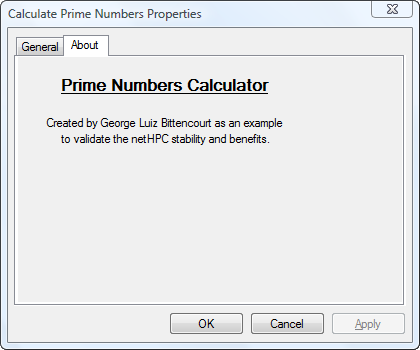 Calculate Prime Numbers Properties
General
About
Prime Numbers Calculator
Created by George Luiz Bittencourt as an example
to validate the netHPC stability and benefits.
OK
Cancel
Apply